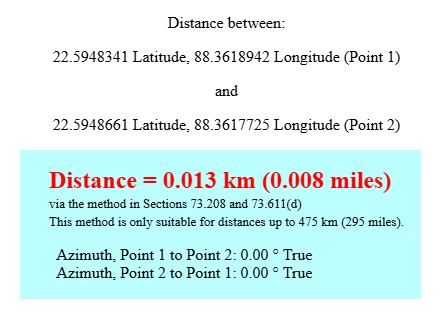 Distance between:
22.5948341 Latitude, 88.3618942 Longitude (Point 1)
and
22.5948661 Latitude, 88.3617725 Longitude (Point 2)
Distance = 0.013 km (0.008 miles)
via the method in Sections 73.208 and 73.611(d)
This method is only suitable for distances up to 475 km (295 miles).
Azimuth, Point 1 to Point 2: 0.00 ° True
Azimuth, Point 2 to Point 1: 0.00 ° True